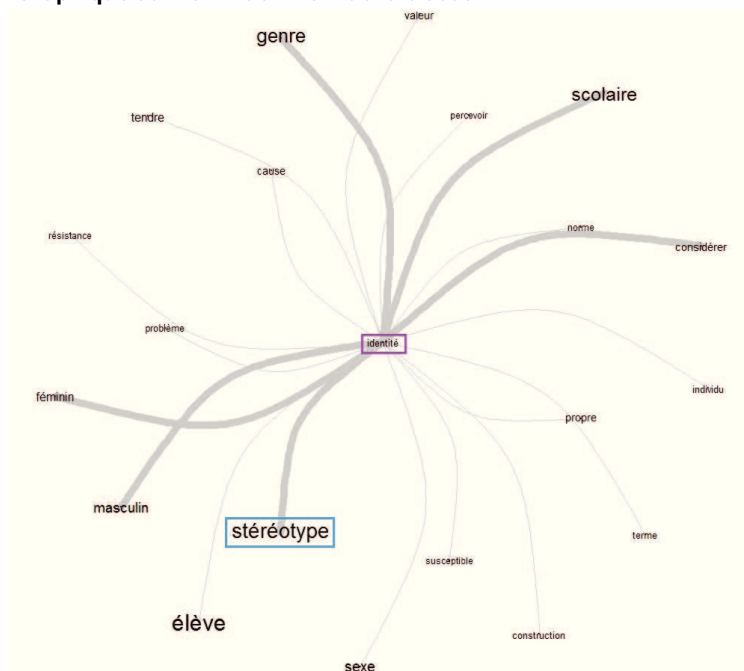 valeur
genre
scolaire
percevoir
tendre
cause
norme
résistance
considérer
problème
identité
individu
féminin
propre
masculin
stéréotype
terme
susceptible
élève
construction
sexe